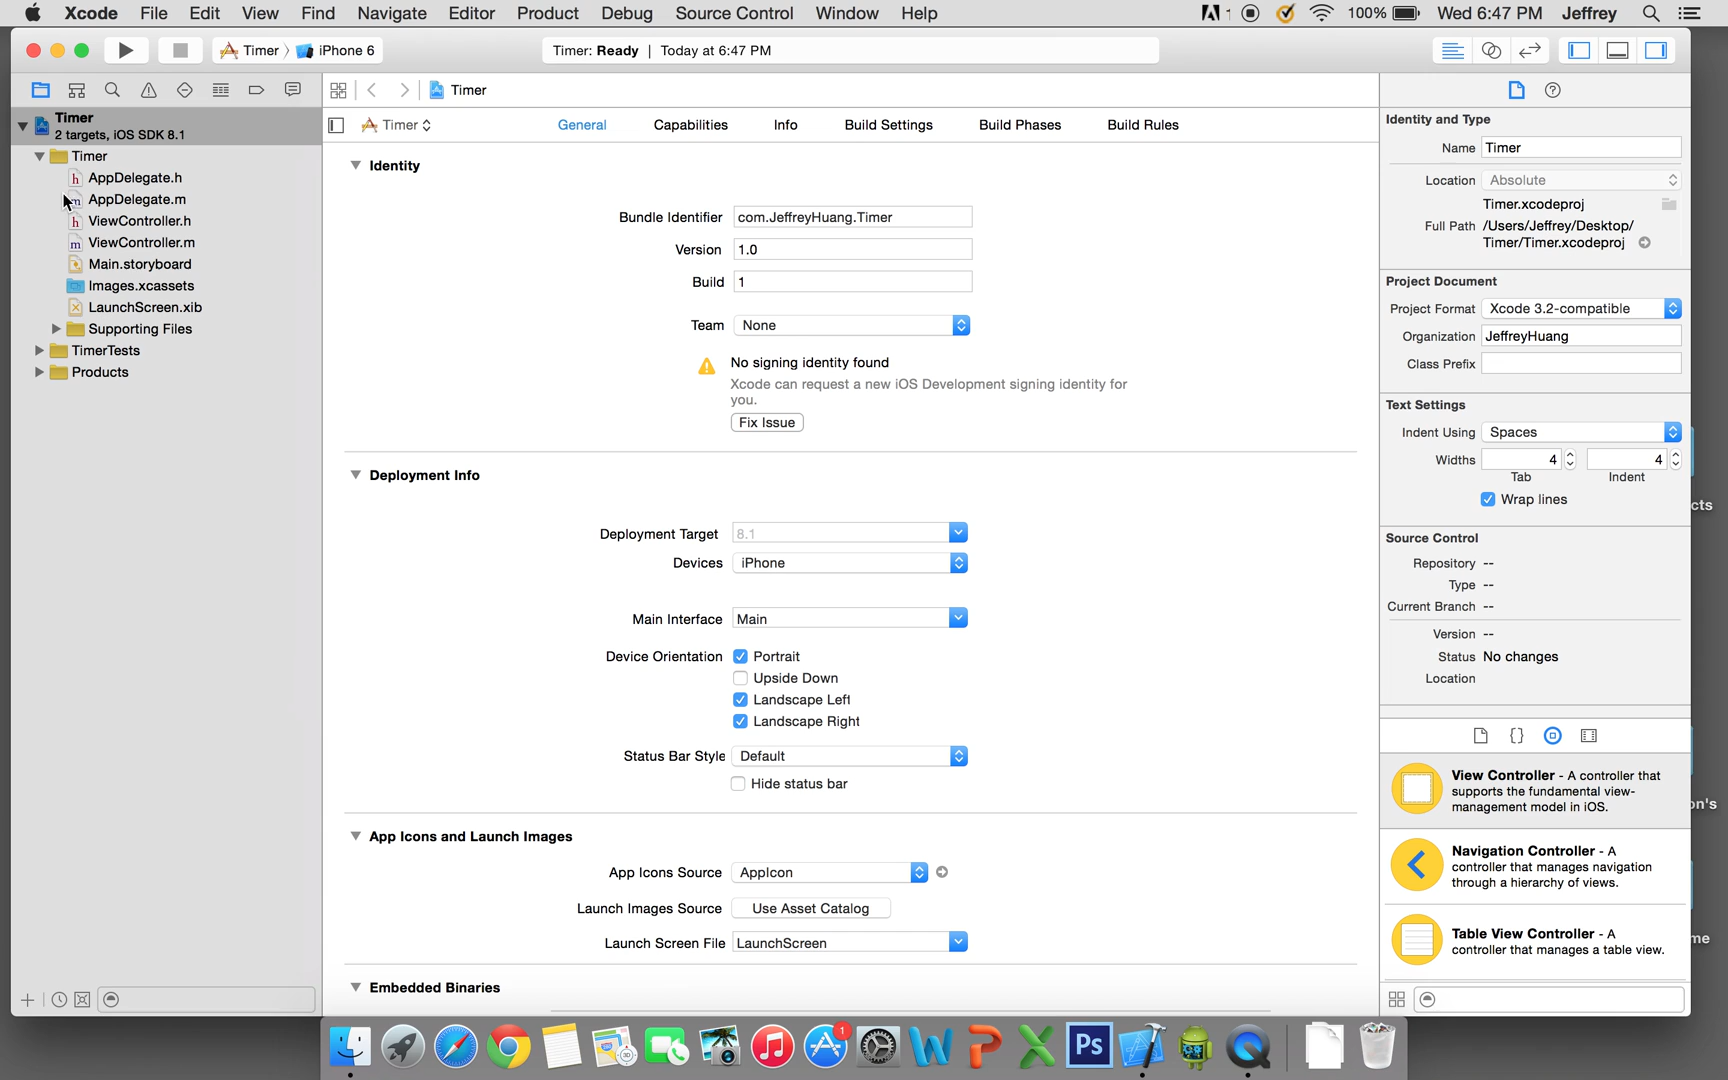 Xcode File Edit View Find Navigate Editor Product Debug Source Control Window Help 1 100% Wed 6:47 PM Jeffrey
Timer iPhone 6 Timer: Ready | Today at 6:47 PM
Timer
Timer
2 targets, iOS SDK 8.1
Timer
AppDelegate.h
AppDelegate.m
ViewController.h
ViewController.m
Main.storyboard
Images.xcassets
LaunchScreen.xib
Supporting Files
TimerTests
Products
Timer General Capabilities Info Build Settings Build Phases Build Rules
Identity
Bundle Identifier com.JeffreyHuang.Timer
Version 1.0
Build 1
Team None
No signing identity found
Xcode can request a new iOS Development signing identity for
you.
Fix Issue
Deployment Info
Deployment Target 8.1
Devices iPhone
Main Interface Main
Device Orientation Portrait
Upside Down
Landscape Left
Landscape Right
Status Bar Style Default
Hide status bar
App Icons and Launch Images
App Icons Source AppIcon
Launch Images Source Use Asset Catalog
Launch Screen File LaunchScreen
Embedded Binaries
Identity and Type
Name Timer
Location Absolute
Timer.xcodeproj
Full Path /Users/Jeffrey/Desktop/
Timer/Timer.xcodeproj
Project Document
Project Format Xcode 3.2-compatible
Organization JeffreyHuang
Class Prefix
Text Settings
Indent Using Spaces
Widths 4 4
Tab Indent
Wrap lines
Source Control
Repository --
Type --
Current Branch --
Version --
Status No changes
Location
{}
View Controller - A controller that
supports the fundamental view-
management model in iOS.
Navigation Controller - A
controller that manages navigation
through a hierarchy of views.
Table View Controller - A
controller that manages a table view.
cts
on's
me
1
Ps